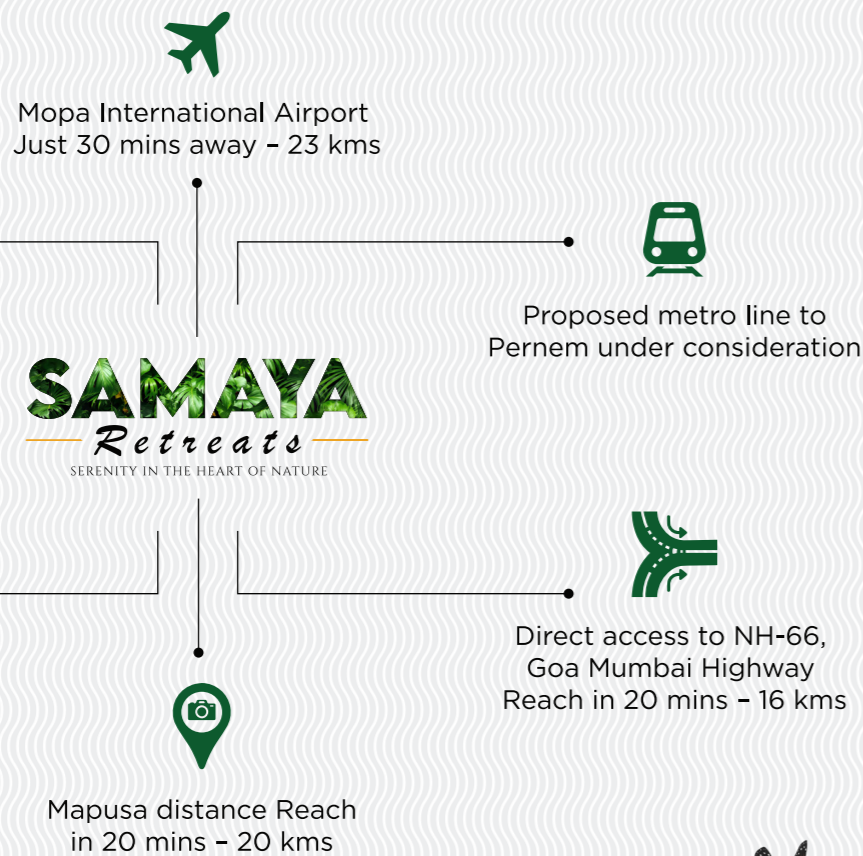 Mopa International Airport
Just 30 mins away – 23 kms
Proposed metro line to
Pernem under consideration
SAMAYA
Retreats
SERENITY IN THE HEART OF NATURE
Direct access to NH-66,
Goa Mumbai Highway
Reach in 20 mins – 16 kms
Mapusa distance Reach
in 20 mins – 20 kms